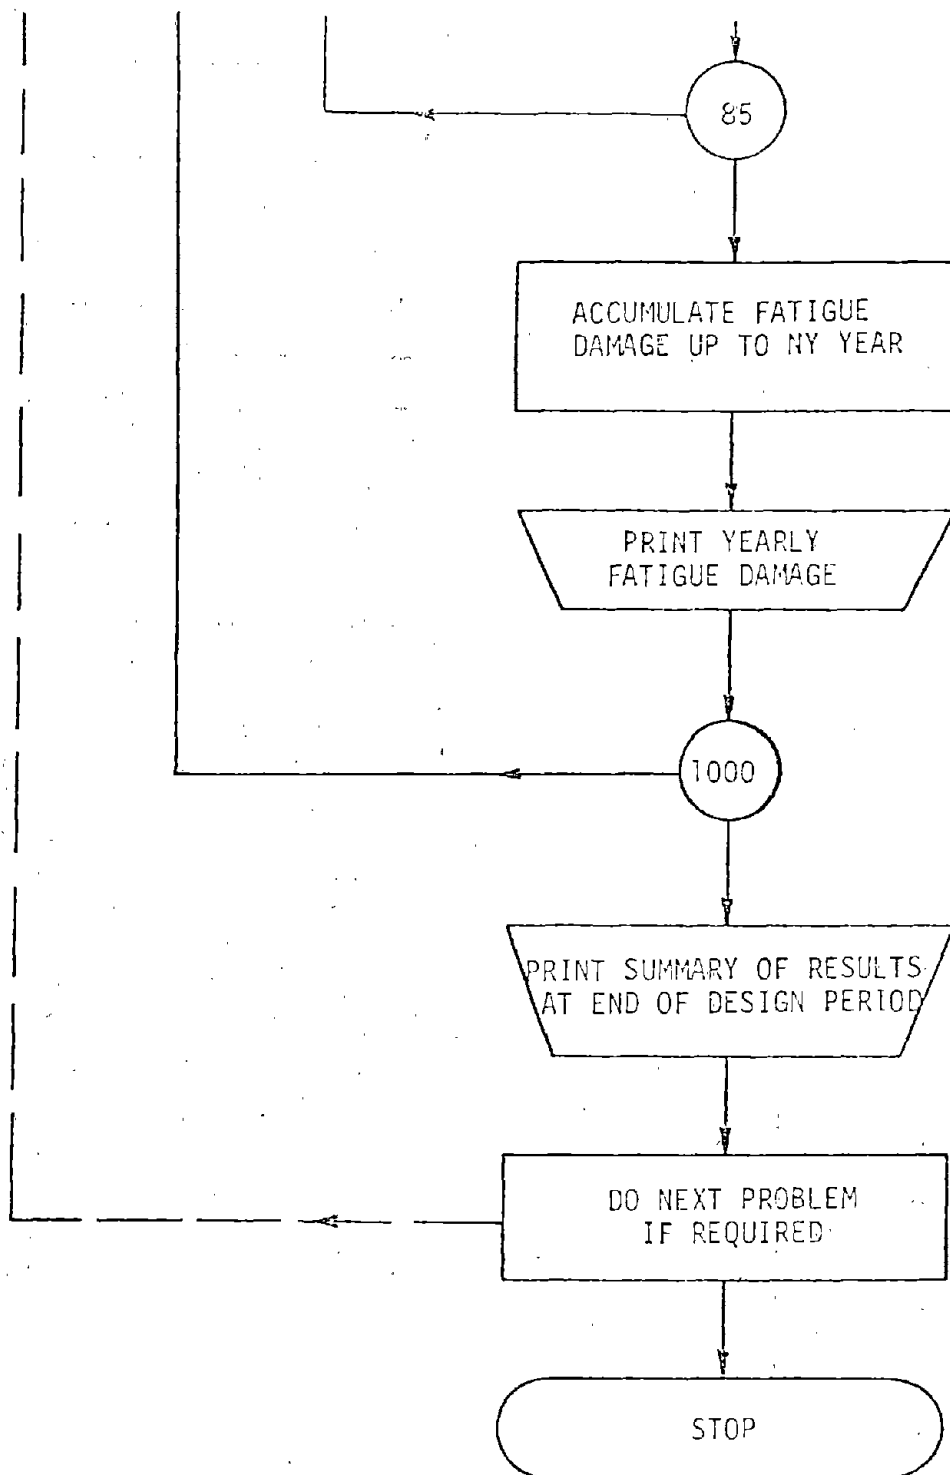 85
ACCUMULATE FATIGUE
DAMAGE UP TO NY YEAR
PRINT YEARLY
FATIGUE DAMAGE
1000
PRINT SUMMARY OF RESULTS
AT END OF DESIGN PERIOD
DO NEXT PROBLEM
IF REQUIRED
STOP